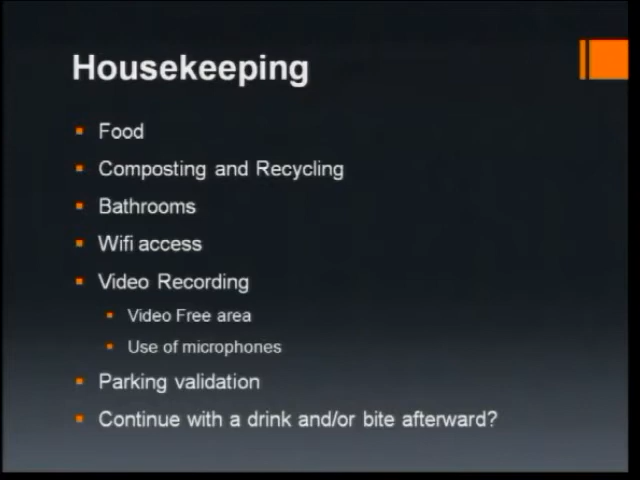 Housekeeping
Food
Composting and Recycling
Bathrooms
Wifi access
Video Recording
Video Free area
Use of microphones
Parking validation
Continue with a drink and/or bite afterward?